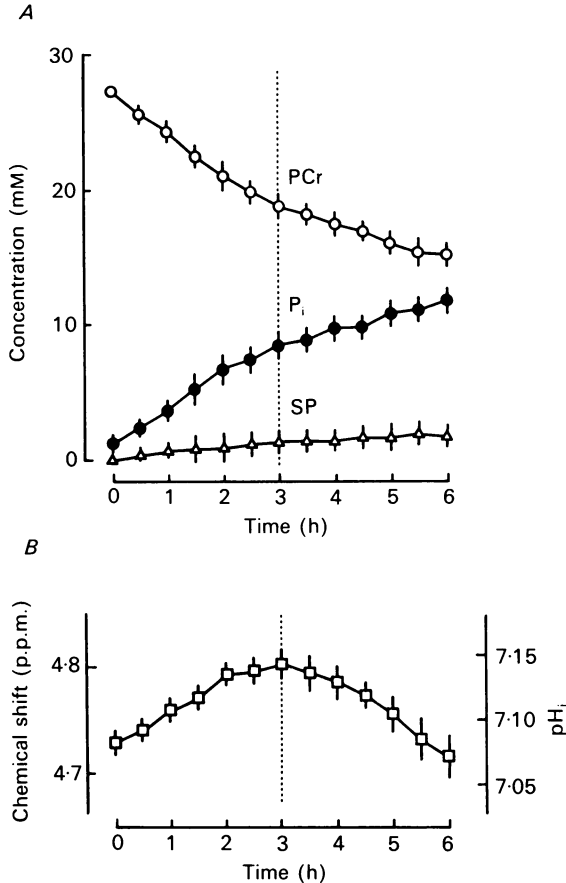 A
30
20
10
0
Concentration (mM)
PCr
Pi
SP
0 1 2 3 4 5 6
Time (h)
B
4·8
4·7
Chemical shift (p.p.m.)
7·15
7·10
7·05
pHi
0 1 2 3 4 5 6
Time (h)